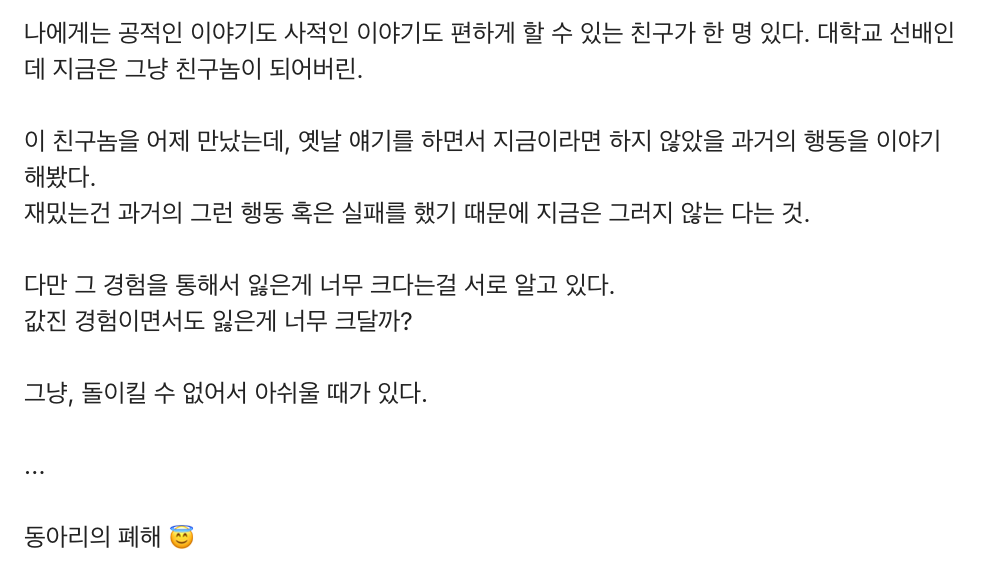 나에게는 공적인 이야기도 사적인 이야기도 편하게 할 수 있는 친구가 한 명 있다. 대학교 선배인
데 지금은 그냥 친구놈이 되어버린.
이 친구놈을 어제 만났는데, 옛날 얘기를 하면서 지금이라면 하지 않았을 과거의 행동을 이야기
해봤다.
재밌는건 과거의 그런 행동 혹은 실패를 했기 때문에 지금은 그러지 않는 다는 것.
다만 그 경험을 통해서 잃은게 너무 크다는걸 서로 알고 있다.
값진 경험이면서도 잃은게 너무 크달까?
그냥, 돌이킬 수 없어서 아쉬울 때가 있다.
...
동아리의 폐해 😇